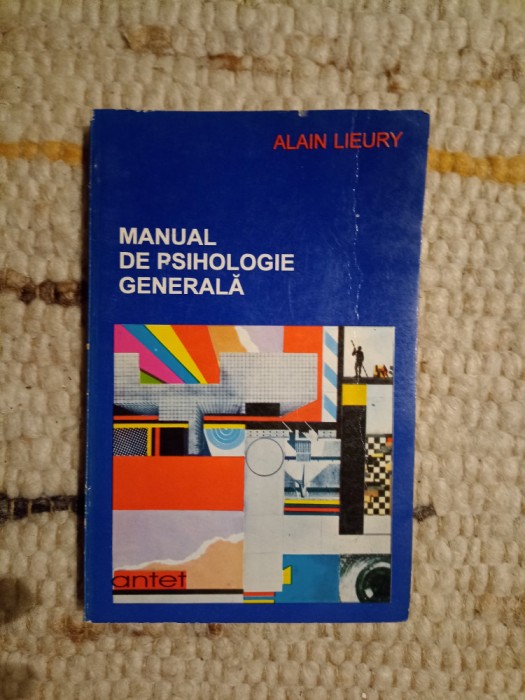 ALAIN LIEURY
MANUAL
DE PSIHOLOGIE
GENERALĂ
antet